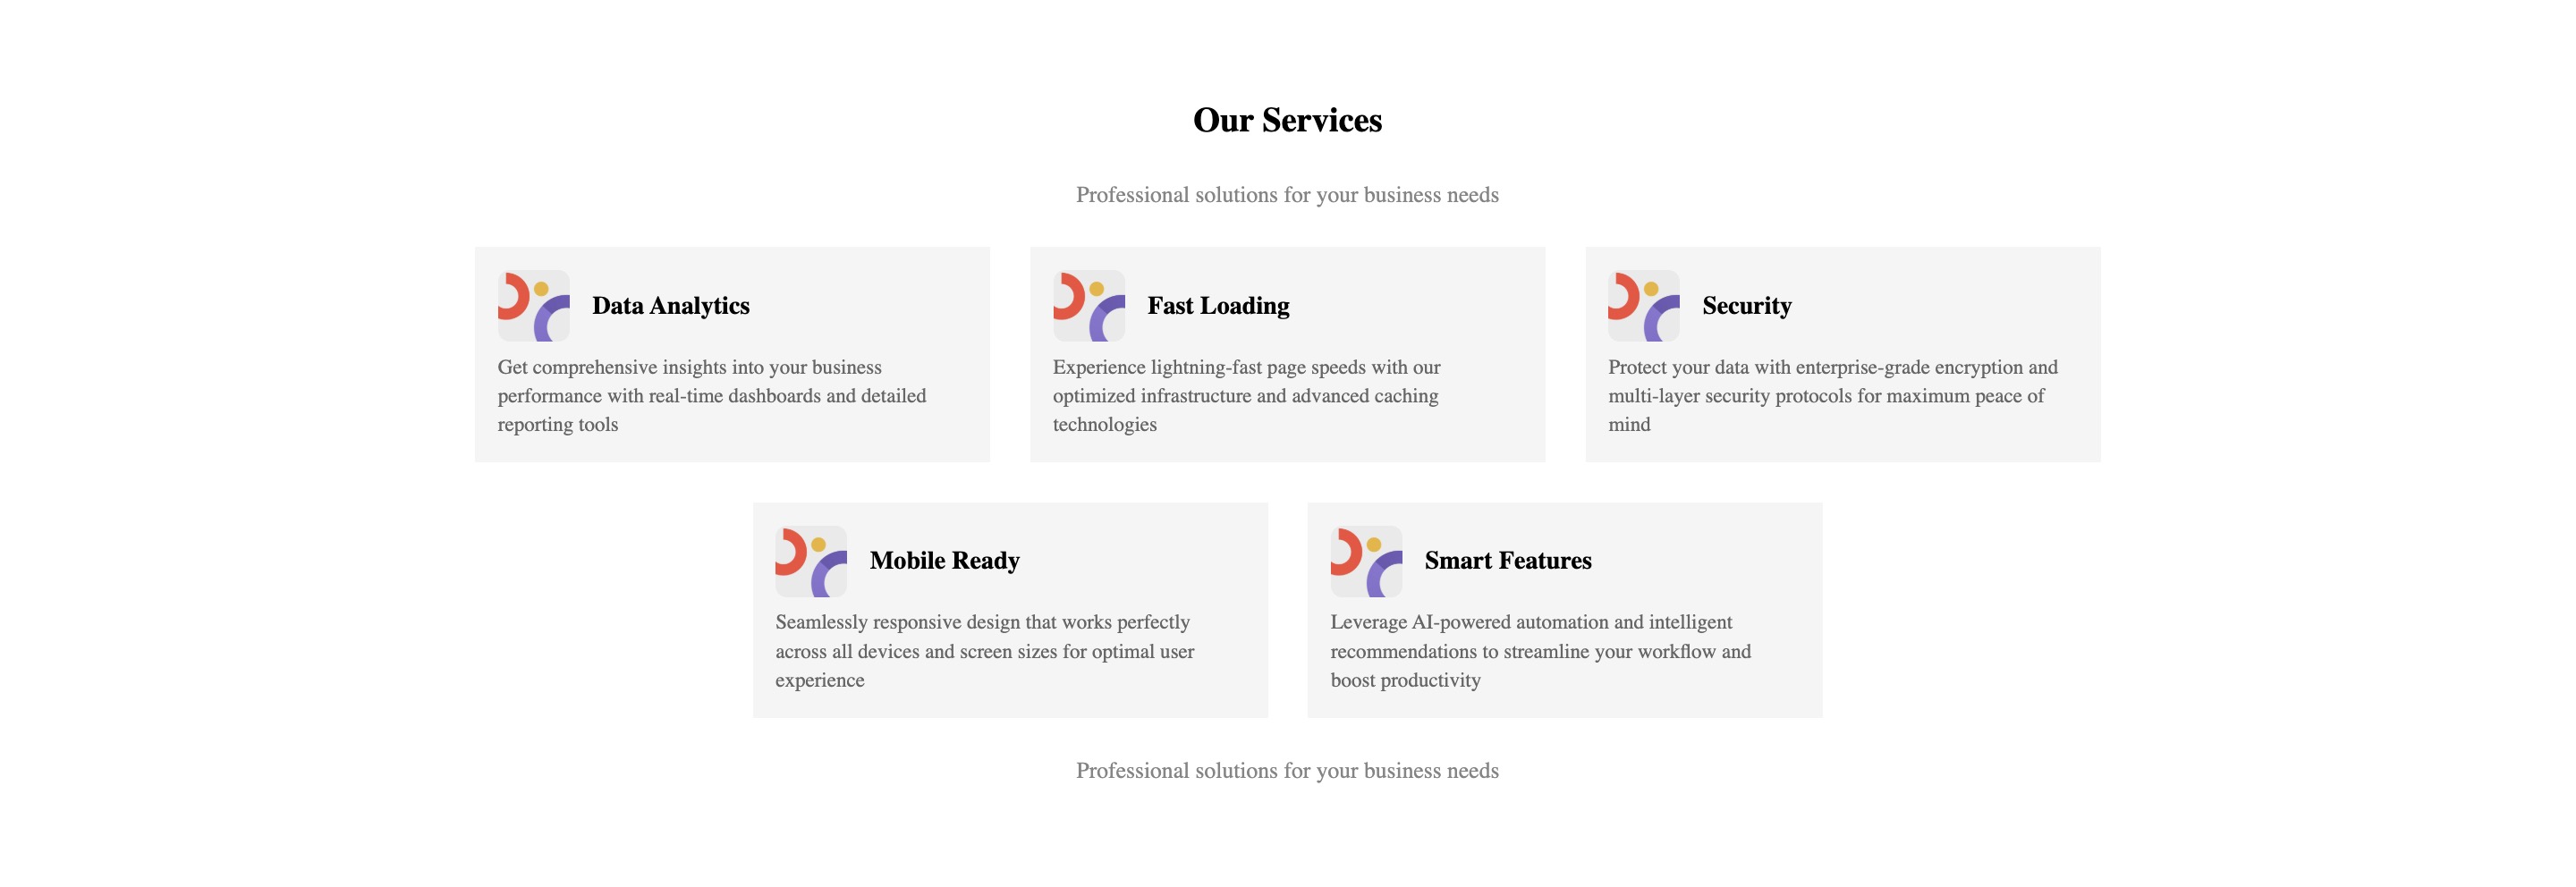 Our Services
Professional solutions for your business needs
Data Analytics
Get comprehensive insights into your business
performance with real-time dashboards and detailed
reporting tools
Fast Loading
Experience lightning-fast page speeds with our
optimized infrastructure and advanced caching
technologies
Security
Protect your data with enterprise-grade encryption and
multi-layer security protocols for maximum peace of
mind
Mobile Ready
Seamlessly responsive design that works perfectly
across all devices and screen sizes for optimal user
experience
Smart Features
Leverage AI-powered automation and intelligent
recommendations to streamline your workflow and
boost productivity
Professional solutions for your business needs